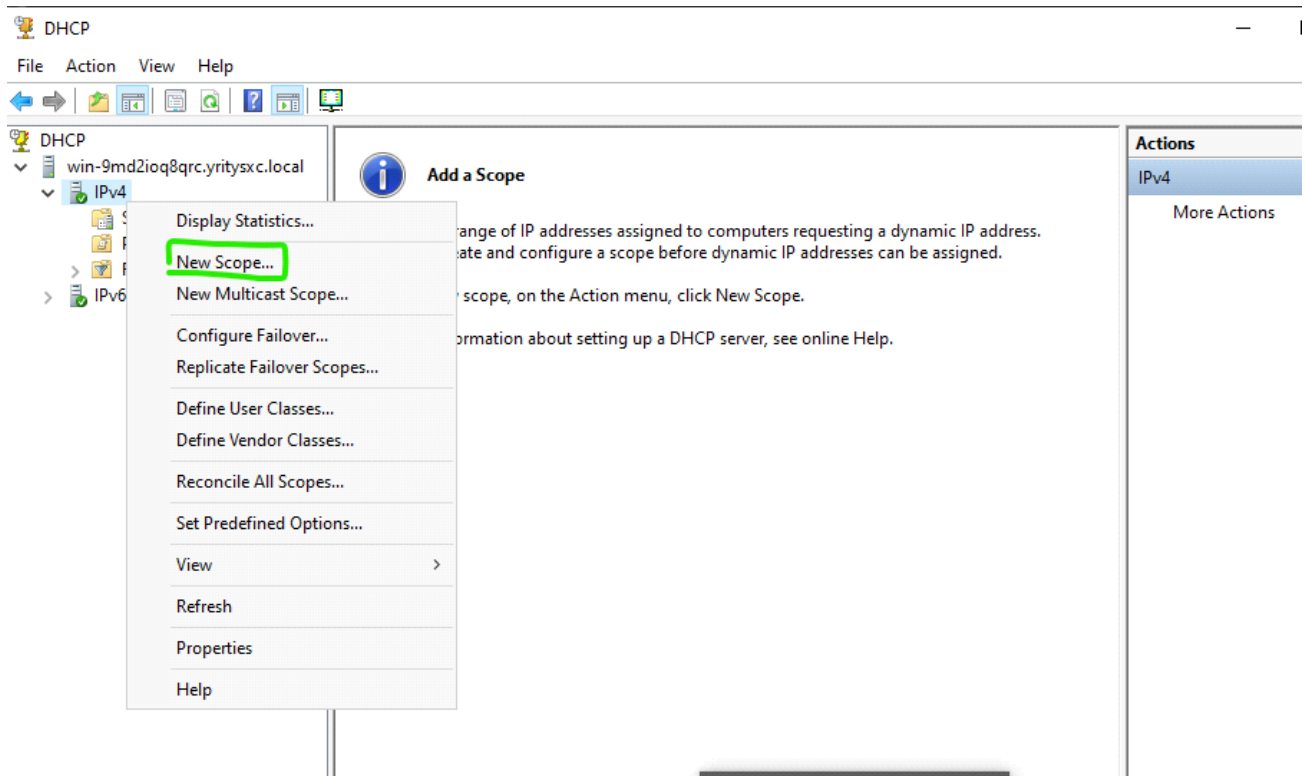 DHCP
File Action View Help
DHCP
win-9md2ioq8qrc.yritysxc.local
IPv4
IPv6
Display Statistics...
New Scope...
New Multicast Scope...
Configure Failover...
Replicate Failover Scopes...
Define User Classes...
Define Vendor Classes...
Reconcile All Scopes...
Set Predefined Options...
View
Refresh
Properties
Help
Add a Scope
range of IP addresses assigned to computers requesting a dynamic IP address.
and configure a scope before dynamic IP addresses can be assigned.
scope, on the Action menu, click New Scope.
about setting up a DHCP server, see online Help.
Actions
IPv4
More Actions